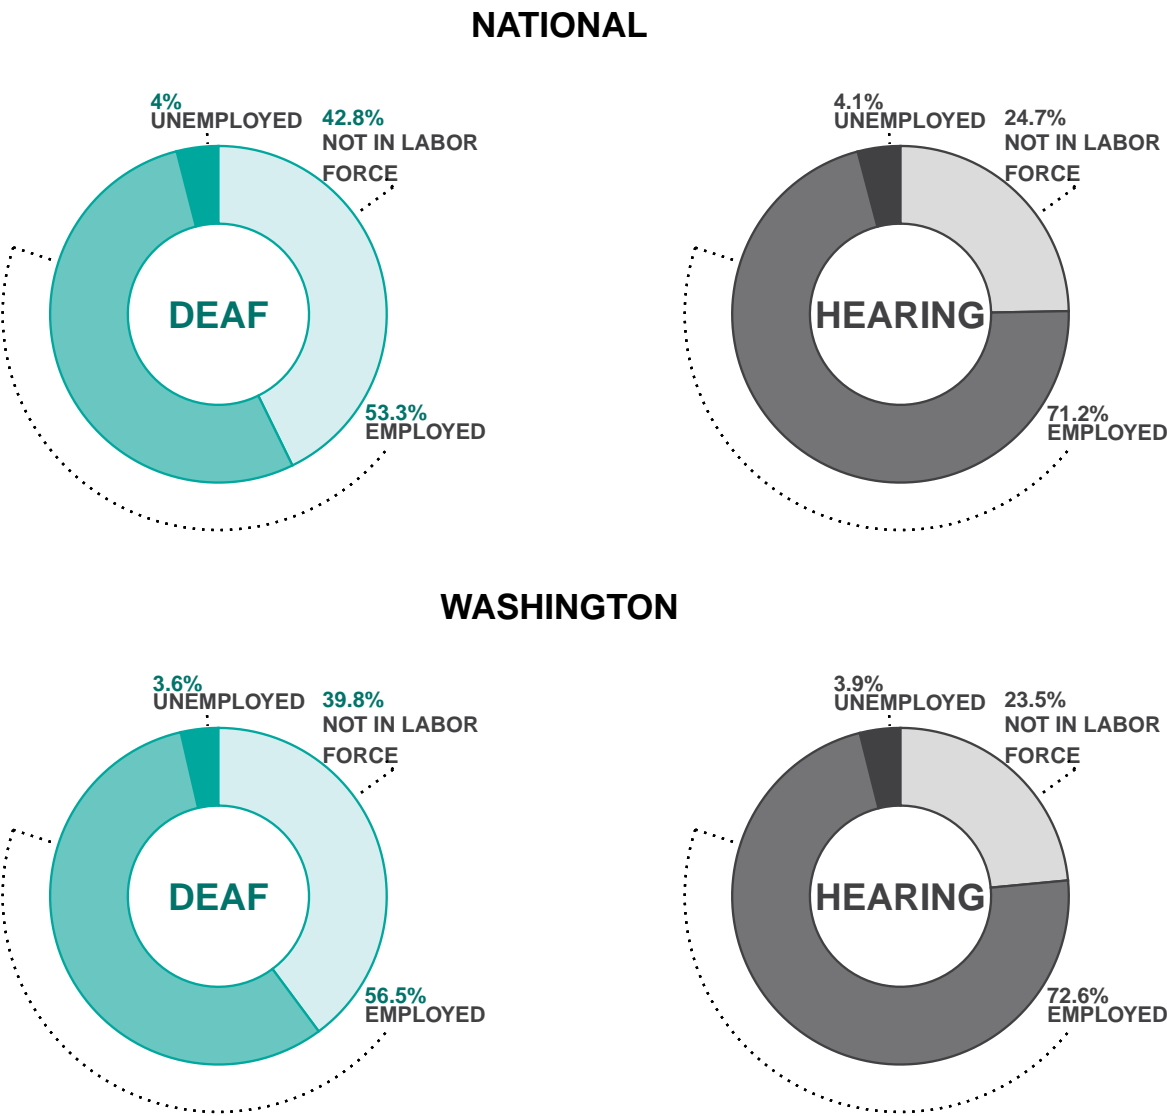 NATIONAL
4%
UNEMPLOYED
42.8%
NOT IN LABOR
FORCE
DEAF
53.3%
EMPLOYED
4.1%
UNEMPLOYED
24.7%
NOT IN LABOR
FORCE
HEARING
71.2%
EMPLOYED
WASHINGTON
3.6%
UNEMPLOYED
39.8%
NOT IN LABOR
FORCE
DEAF
56.5%
EMPLOYED
3.9%
UNEMPLOYED
23.5%
NOT IN LABOR
FORCE
HEARING
72.6%
EMPLOYED